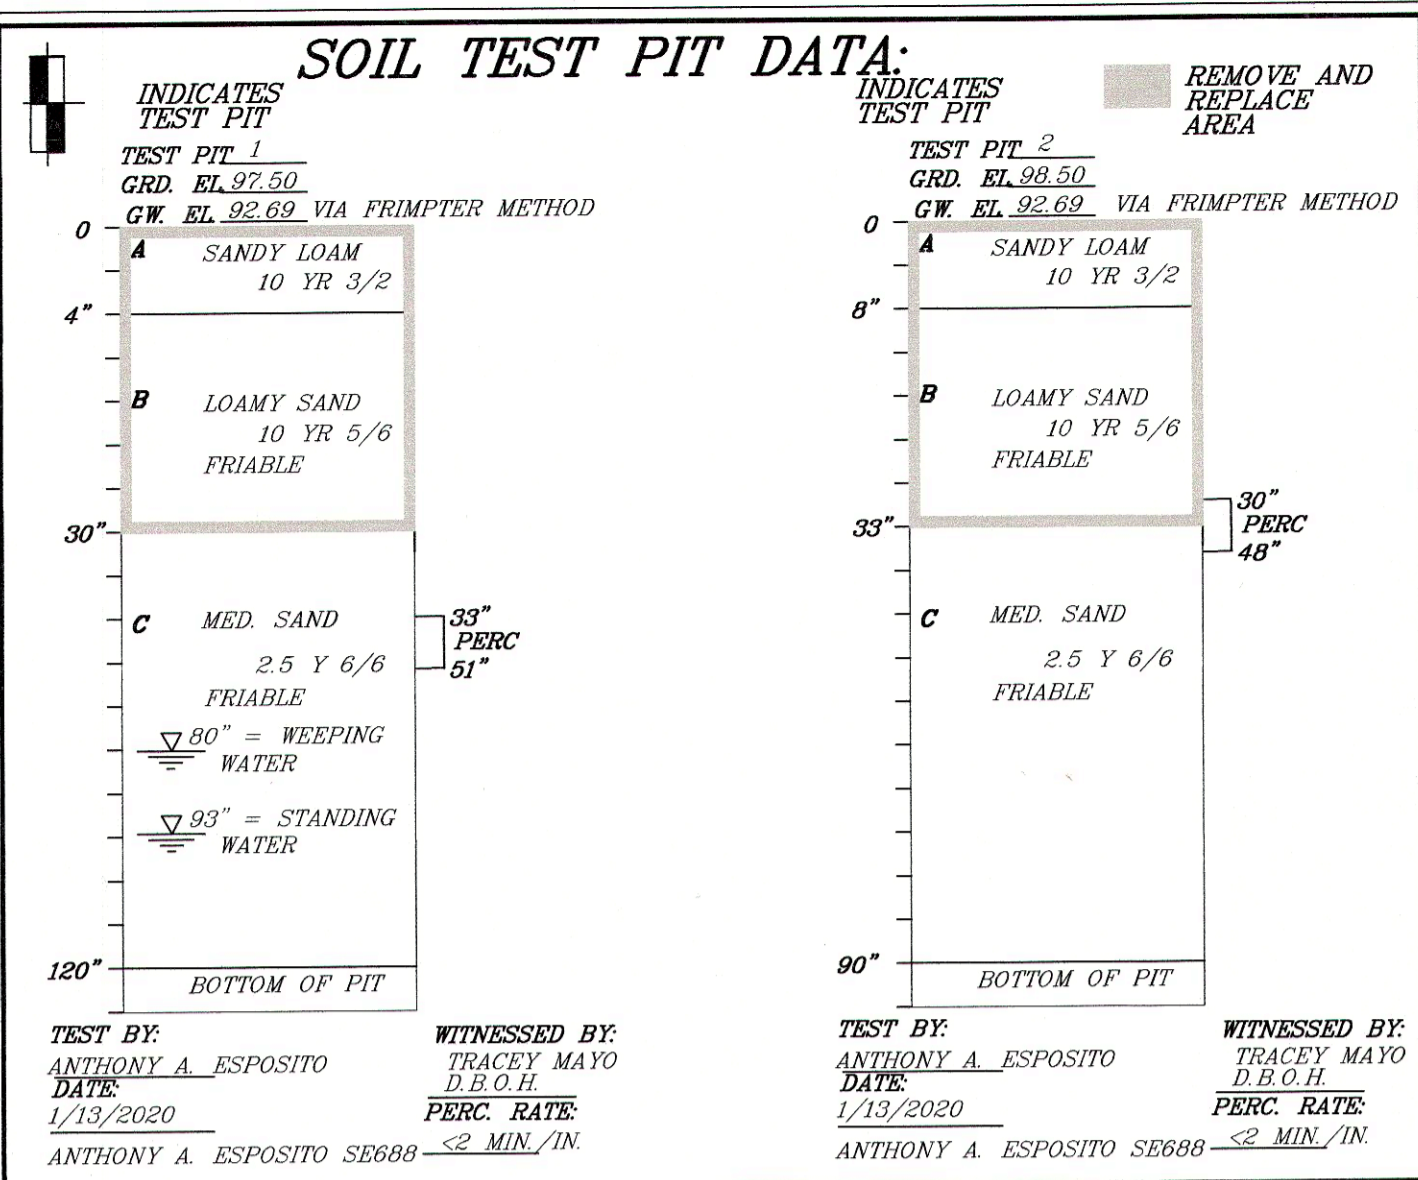 SOIL TEST PIT DATA:
INDICATES
TEST PIT
TEST PIT 1
GRD. EL. 97.50
GW. EL. 92.69 VIA FRIMPTER METHOD
0
A SANDY LOAM
10 YR 3/2
4"
B LOAMY SAND
10 YR 5/6
FRIABLE
30"
C MED. SAND
2.5 Y 6/6
FRIABLE
33"
PERC
51"
80" = WEEPING
WATER
93" = STANDING
WATER
120"
BOTTOM OF PIT
TEST BY:
ANTHONY A. ESPOSITO
DATE:
1/13/2020
ANTHONY A. ESPOSITO SE688
WITNESSED BY:
TRACEY MAYO
D.B.O.H.
PERC. RATE:
<2 MIN./IN.
INDICATES
TEST PIT
REMOVE AND
REPLACE
AREA
TEST PIT 2
GRD. EL. 98.50
GW. EL. 92.69 VIA FRIMPTER METHOD
0
A SANDY LOAM
10 YR 3/2
8"
B LOAMY SAND
10 YR 5/6
FRIABLE
30"
PERC
48"
33"
C MED. SAND
2.5 Y 6/6
FRIABLE
90"
BOTTOM OF PIT
TEST BY:
ANTHONY A. ESPOSITO
DATE:
1/13/2020
ANTHONY A. ESPOSITO SE688
WITNESSED BY:
TRACEY MAYO
D.B.O.H.
PERC. RATE:
<2 MIN./IN.